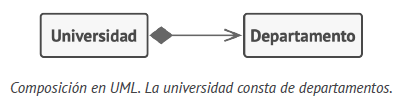 Universidad
Departamento
Composición en UML. La universidad consta de departamentos.